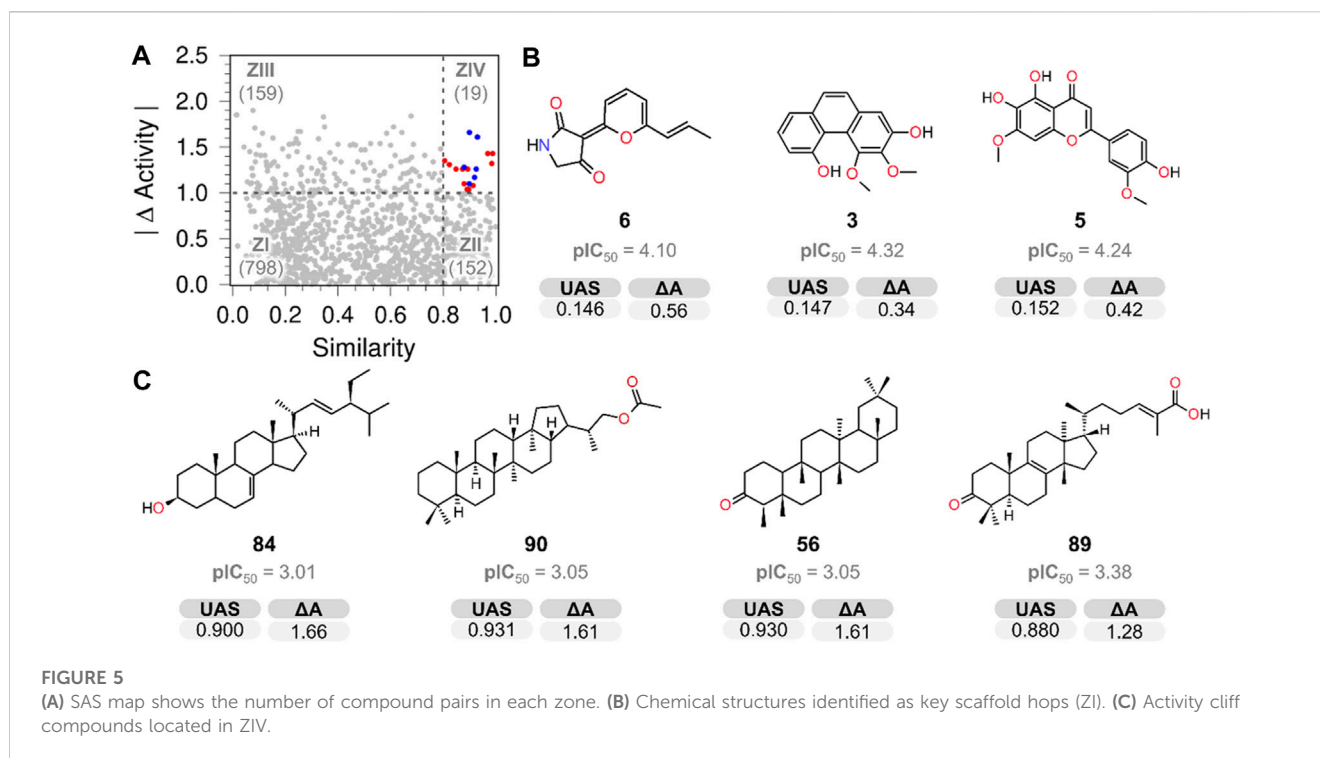 A
B
2.5
2.0
1.5
1.0
0.5
0.0
| Δ Activity |
ZIII
(159)
ZIV
(19)
ZI
(798)
ZII
(152)
0.0 0.2 0.4 0.6 0.8 1.0
Similarity
O
HN
O
O
6
pIC50 = 4.10
UAS ΔA
0.146 0.56
OH
OH O
O
3
pIC50 = 4.32
UAS ΔA
0.147 0.34
OH O
HO
O
O
OH
O
5
pIC50 = 4.24
UAS ΔA
0.152 0.42
C
H
HO
84
pIC50 = 3.01
UAS ΔA
0.900 1.66
O
O
H
H
H
H
90
pIC50 = 3.05
UAS ΔA
0.931 1.61
O
56
pIC50 = 3.05
UAS ΔA
0.930 1.61
O
OH
H
O
H
89
pIC50 = 3.38
UAS ΔA
0.880 1.28
FIGURE 5
(A) SAS map shows the number of compound pairs in each zone. (B) Chemical structures identified as key scaffold hops (ZI). (C) Activity cliff
compounds located in ZIV.